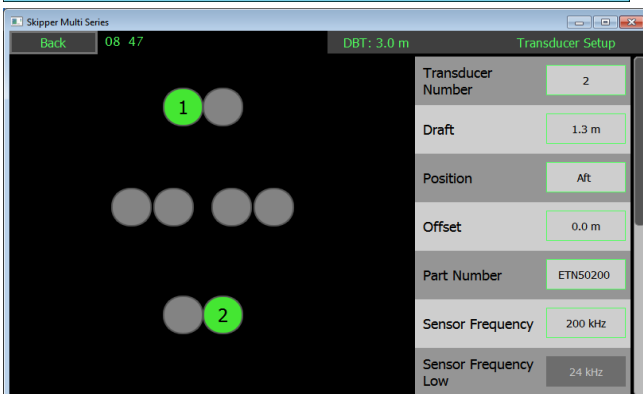 Skipper Multi Series
Back 08 47 DBT: 3.0 m Transducer Setup
1
2
Transducer Number 2
Draft 1.3 m
Position Aft
Offset 0.0 m
Part Number ETN50200
Sensor Frequency 200 kHz
Sensor Frequency Low 24 kHz